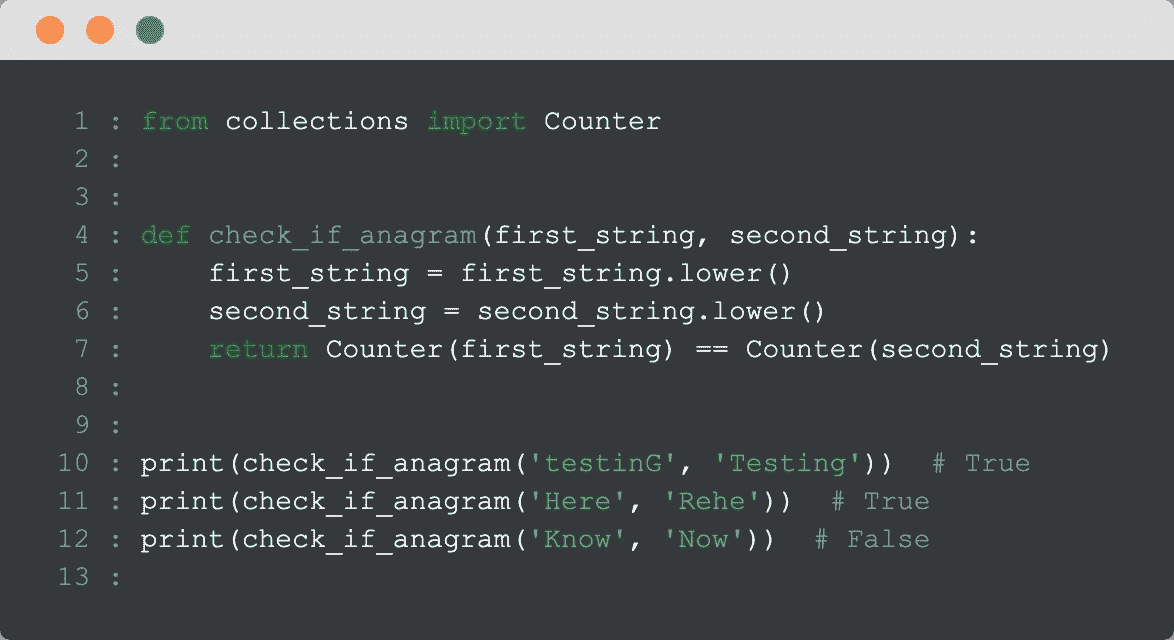 1 : from collections import Counter
2 :
3 :
4 : def check_if_anagram(first_string, second_string):
5 :     first_string = first_string.lower()
6 :     second_string = second_string.lower()
7 :     return Counter(first_string) == Counter(second_string)
8 :
9 :
10 : print(check_if_anagram('testinG', 'Testing'))  # True
11 : print(check_if_anagram('Here', 'Rehe'))  # True
12 : print(check_if_anagram('Know', 'Now'))  # False
13 :